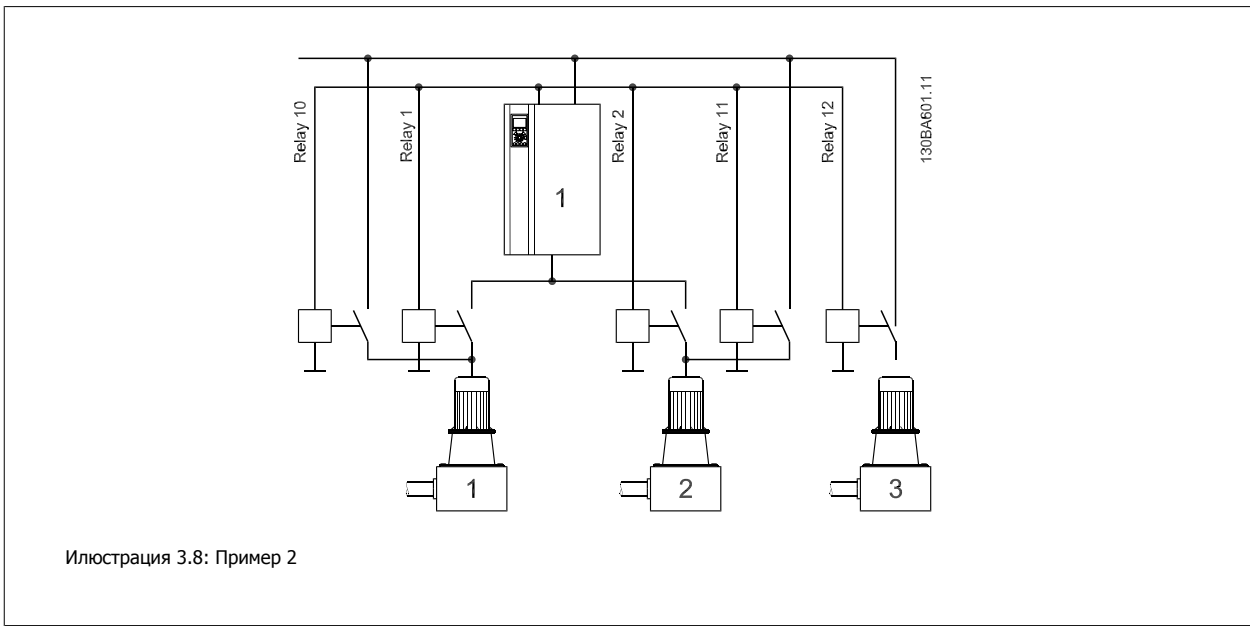 Relay 10
Relay 1
Relay 2
Relay 11
Relay 12
130BA601.11
1
1
2
3
Илюстрация 3.8: Пример 2